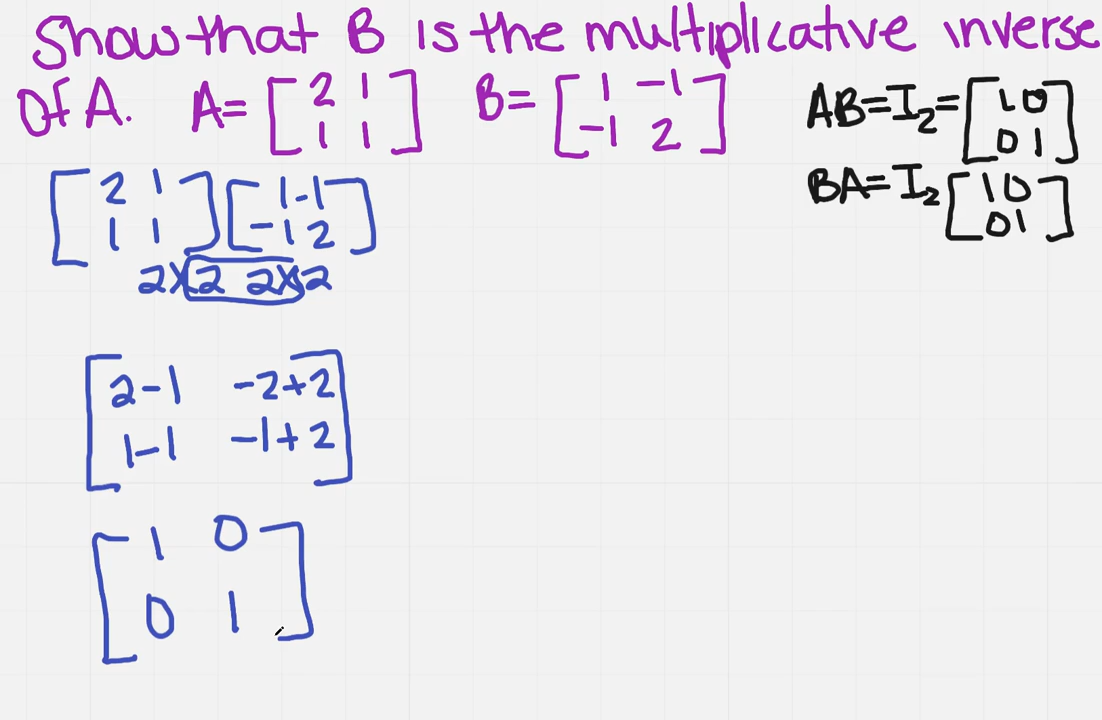 Show that B is the multiplicative inverse
Of A. A= [2 1 B= [1 -1 AB=I₂= [1 0
1 1] -1 2] 0 1]
[2 1] [1 -1] BA=I₂ [1 0
[1 1] [-1 2] 0 1]
2x2 2x2
[2-1 -2+2
1-1 -1+2]
[1 0
0 1]